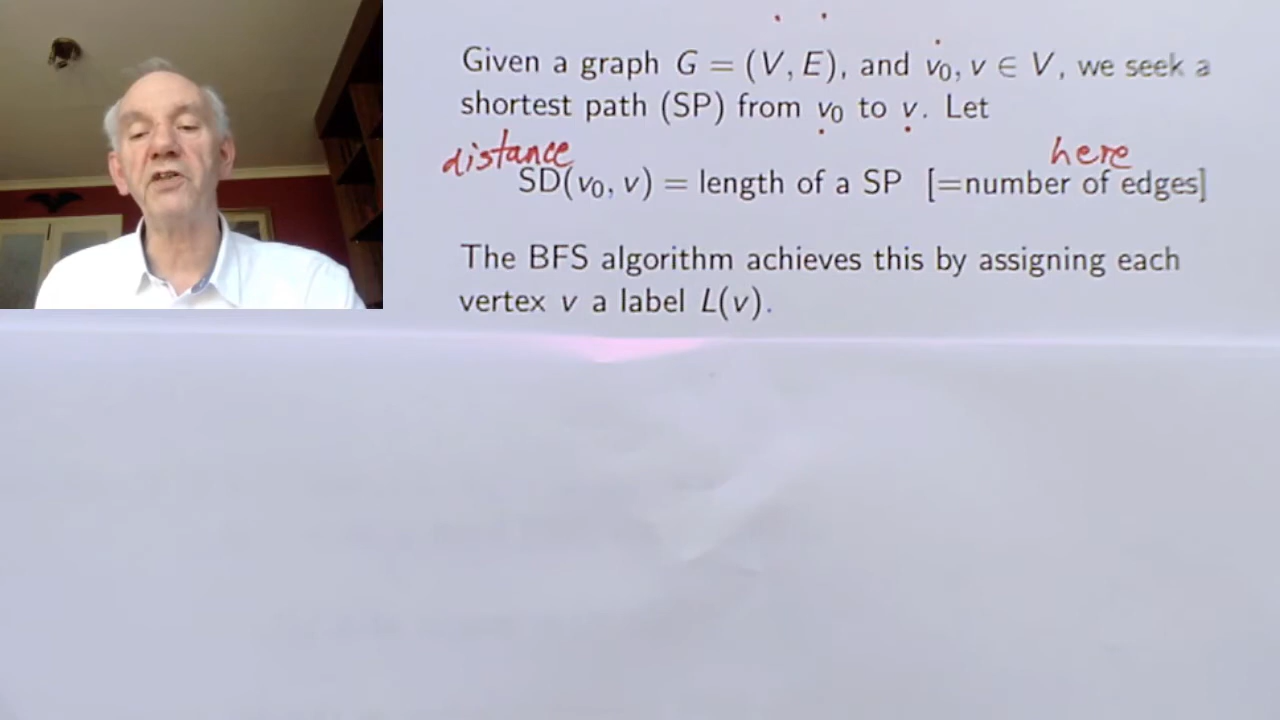 Given a graph G = (V, E), and v₀, v ∈ V, we seek a
shortest path (SP) from v₀ to v. Let
distance here
SD(v₀, v) = length of a SP [=number of edges]
The BFS algorithm achieves this by assigning each
vertex v a label L(v).